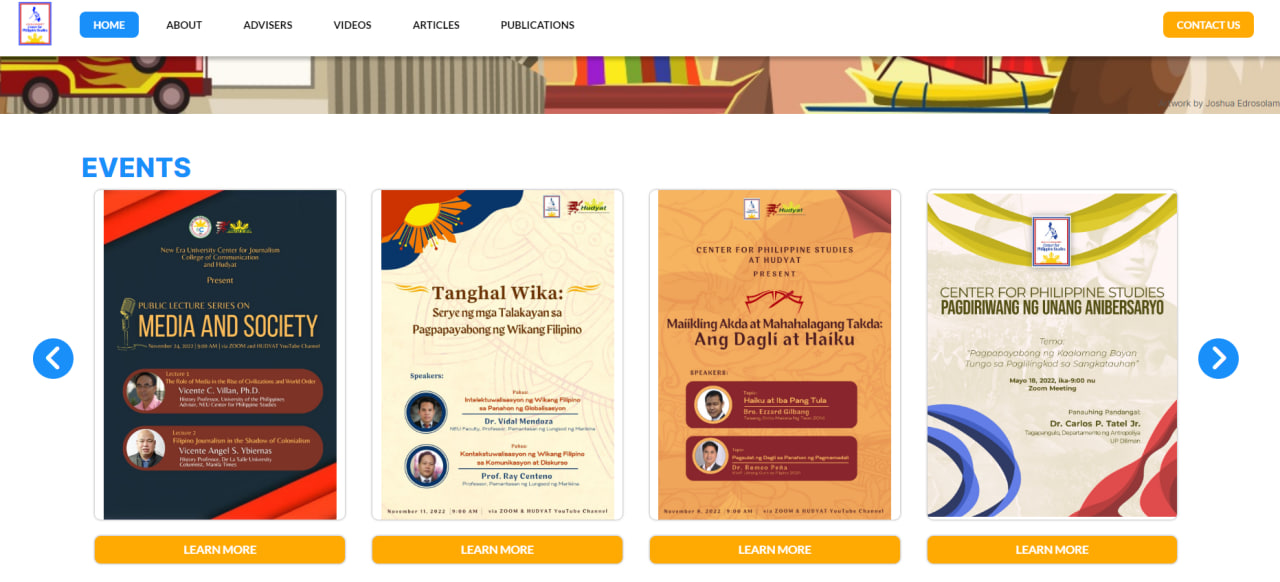 HOME
ABOUT
ADVISERS
VIDEOS
ARTICLES
PUBLICATIONS
CONTACT US
Artwork by Joshua Edrosolam
EVENTS
New Era University Center for Journalism
College of Communication
and Hudyat
Present
PUBLIC LECTURE SERIES ON
MEDIA AND SOCIETY
November 24, 2022 | 9:00 AM | via ZOOM and HUDYAT YouTube Channel
Lecture 1
The Role of Media in the Rise of Civilizations and World Order
Vicente C. Villan, Ph.D.
History Professor, University of the Philippines
Adviser, NEU Center for Philippine Studies
Lecture 2
Filipino Journalism in the Shadow of Colonialism
Vicente Angel S. Ybiernas
History Professor, De La Salle University
Columnist, Manila Times
LEARN MORE
Hudyat
Tanghal Wika:
Serye ng mga Talakayan sa
Pagpapayabong ng Wikang Filipino
Speakers:
Paksa:
Intelektuwalisasyon ng Wikang Filipino
sa Panahon ng Globalisasyon
Dr. Vidal Mendoza
NEU Faculty, Professor, Pamantasan ng Lungsod ng Marikina
Paksa:
Kontekstuwalisasyon ng Wikang Filipino
sa Komunikasyon at Diskurso
Prof. Ray Centeno
Professor, Pamantasan ng Lungsod ng Marikina
November 11, 2022 | 9:00 AM | via ZOOM & HUDYAT YouTube Channel
LEARN MORE
Hudyat
CENTER FOR PHILIPPINE STUDIES
AT HUDYAT
PRESENT
Maiikling Akda at Mahahalagang Takda:
Ang Dagli at Haiku
SPEAKERS:
Topic:
Haiku at Iba Pang Tula
Bro. Ezzard Gilbang
Topic:
Pagsulat ng Dagli sa Panahon ng Pagmamadali
Dr. Romeo Peña
November 8, 2022 | 9:00 AM | via ZOOM & HUDYAT YouTube Channel
LEARN MORE
Center for
Philippine Studies
CENTER FOR PHILIPPINE STUDIES
PAGDIRIWANG NG UNANG ANIBERSARYO
Tema:
"Pagpapayabong ng Kaalamang Bayan
Tungo sa Paglilingkod sa Sangkatauhan"
Mayo 18, 2022, ika-9:00 nu
Zoom Meeting
Panauhing Pandangal:
Dr. Carlos P. Tatel Jr.
Tagapangulo, Departamento ng Antropoliya
UP Diliman
LEARN MORE